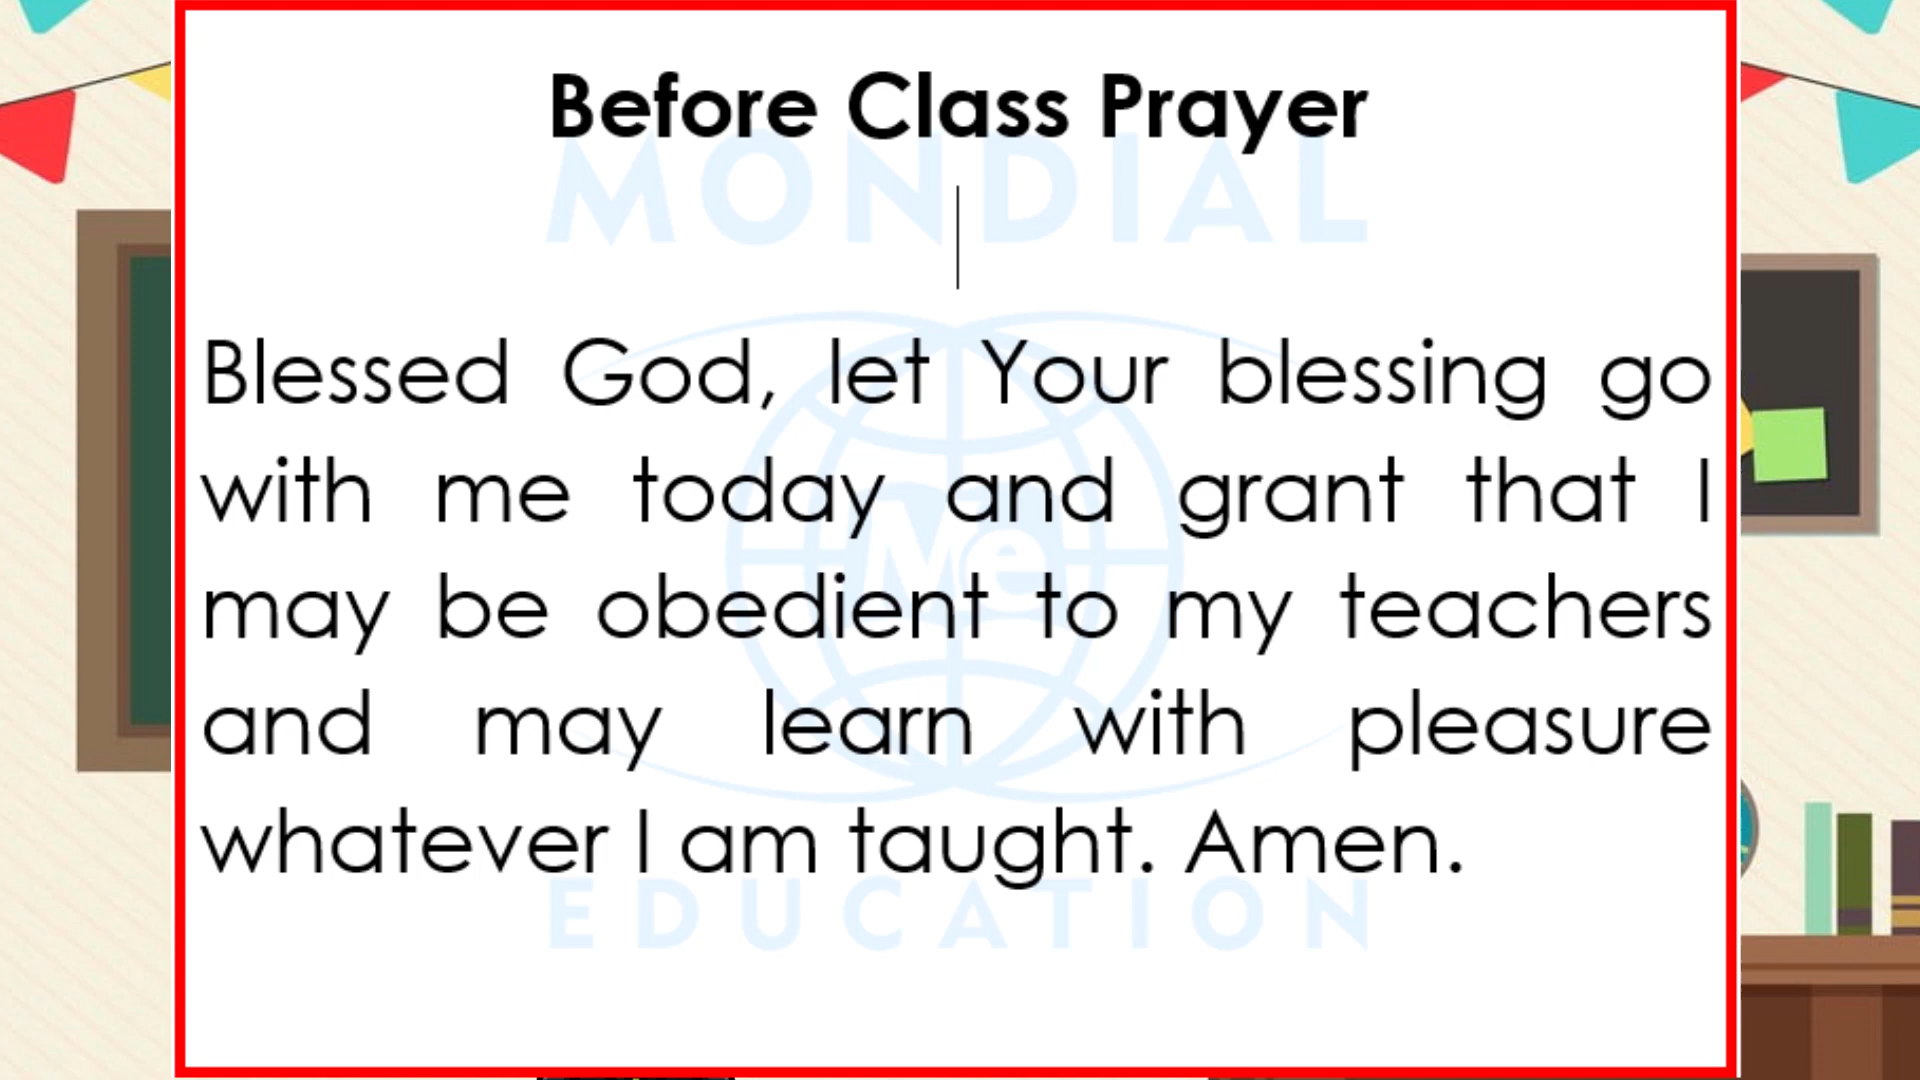 Before Class Prayer
MONDIAL
Blessed God, let Your blessing go
with me today and grant that I
Me
may be obedient to my teachers
and may learn with pleasure
whatever I am taught. Amen.
EDUCATION